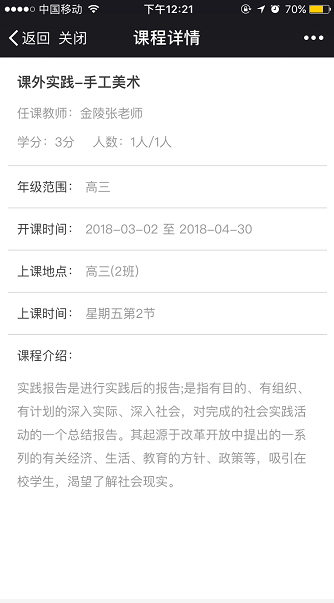 中国移动 下午12:21 70%
返回 关闭 课程详情
课外实践-手工美术
任课教师：金陵张老师
学分：3分 人数：1人/1人
年级范围： 高三
开课时间： 2018-03-02 至 2018-04-30
上课地点： 高三(2班)
上课时间： 星期五第2节
课程介绍：
实践报告是进行实践后的报告;是指有目的、有组织、
有计划的深入实际、深入社会，对完成的社会实践活
动的一个总结报告。其起源于改革开放中提出的一系
列的有关经济、生活、教育的方针、政策等，吸引在
校学生，渴望了解社会现实。